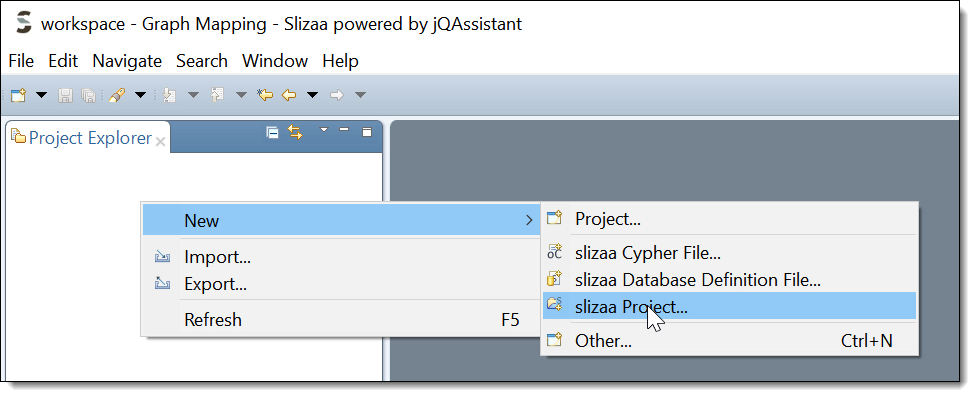 workspace - Graph Mapping - Slizaa powered by jQAssistant
File Edit Navigate Search Window Help
Project Explorer
New
Import...
Export...
Refresh F5
Project...
slizaa Cypher File...
slizaa Database Definition File...
slizaa Project...
Other... Ctrl+N